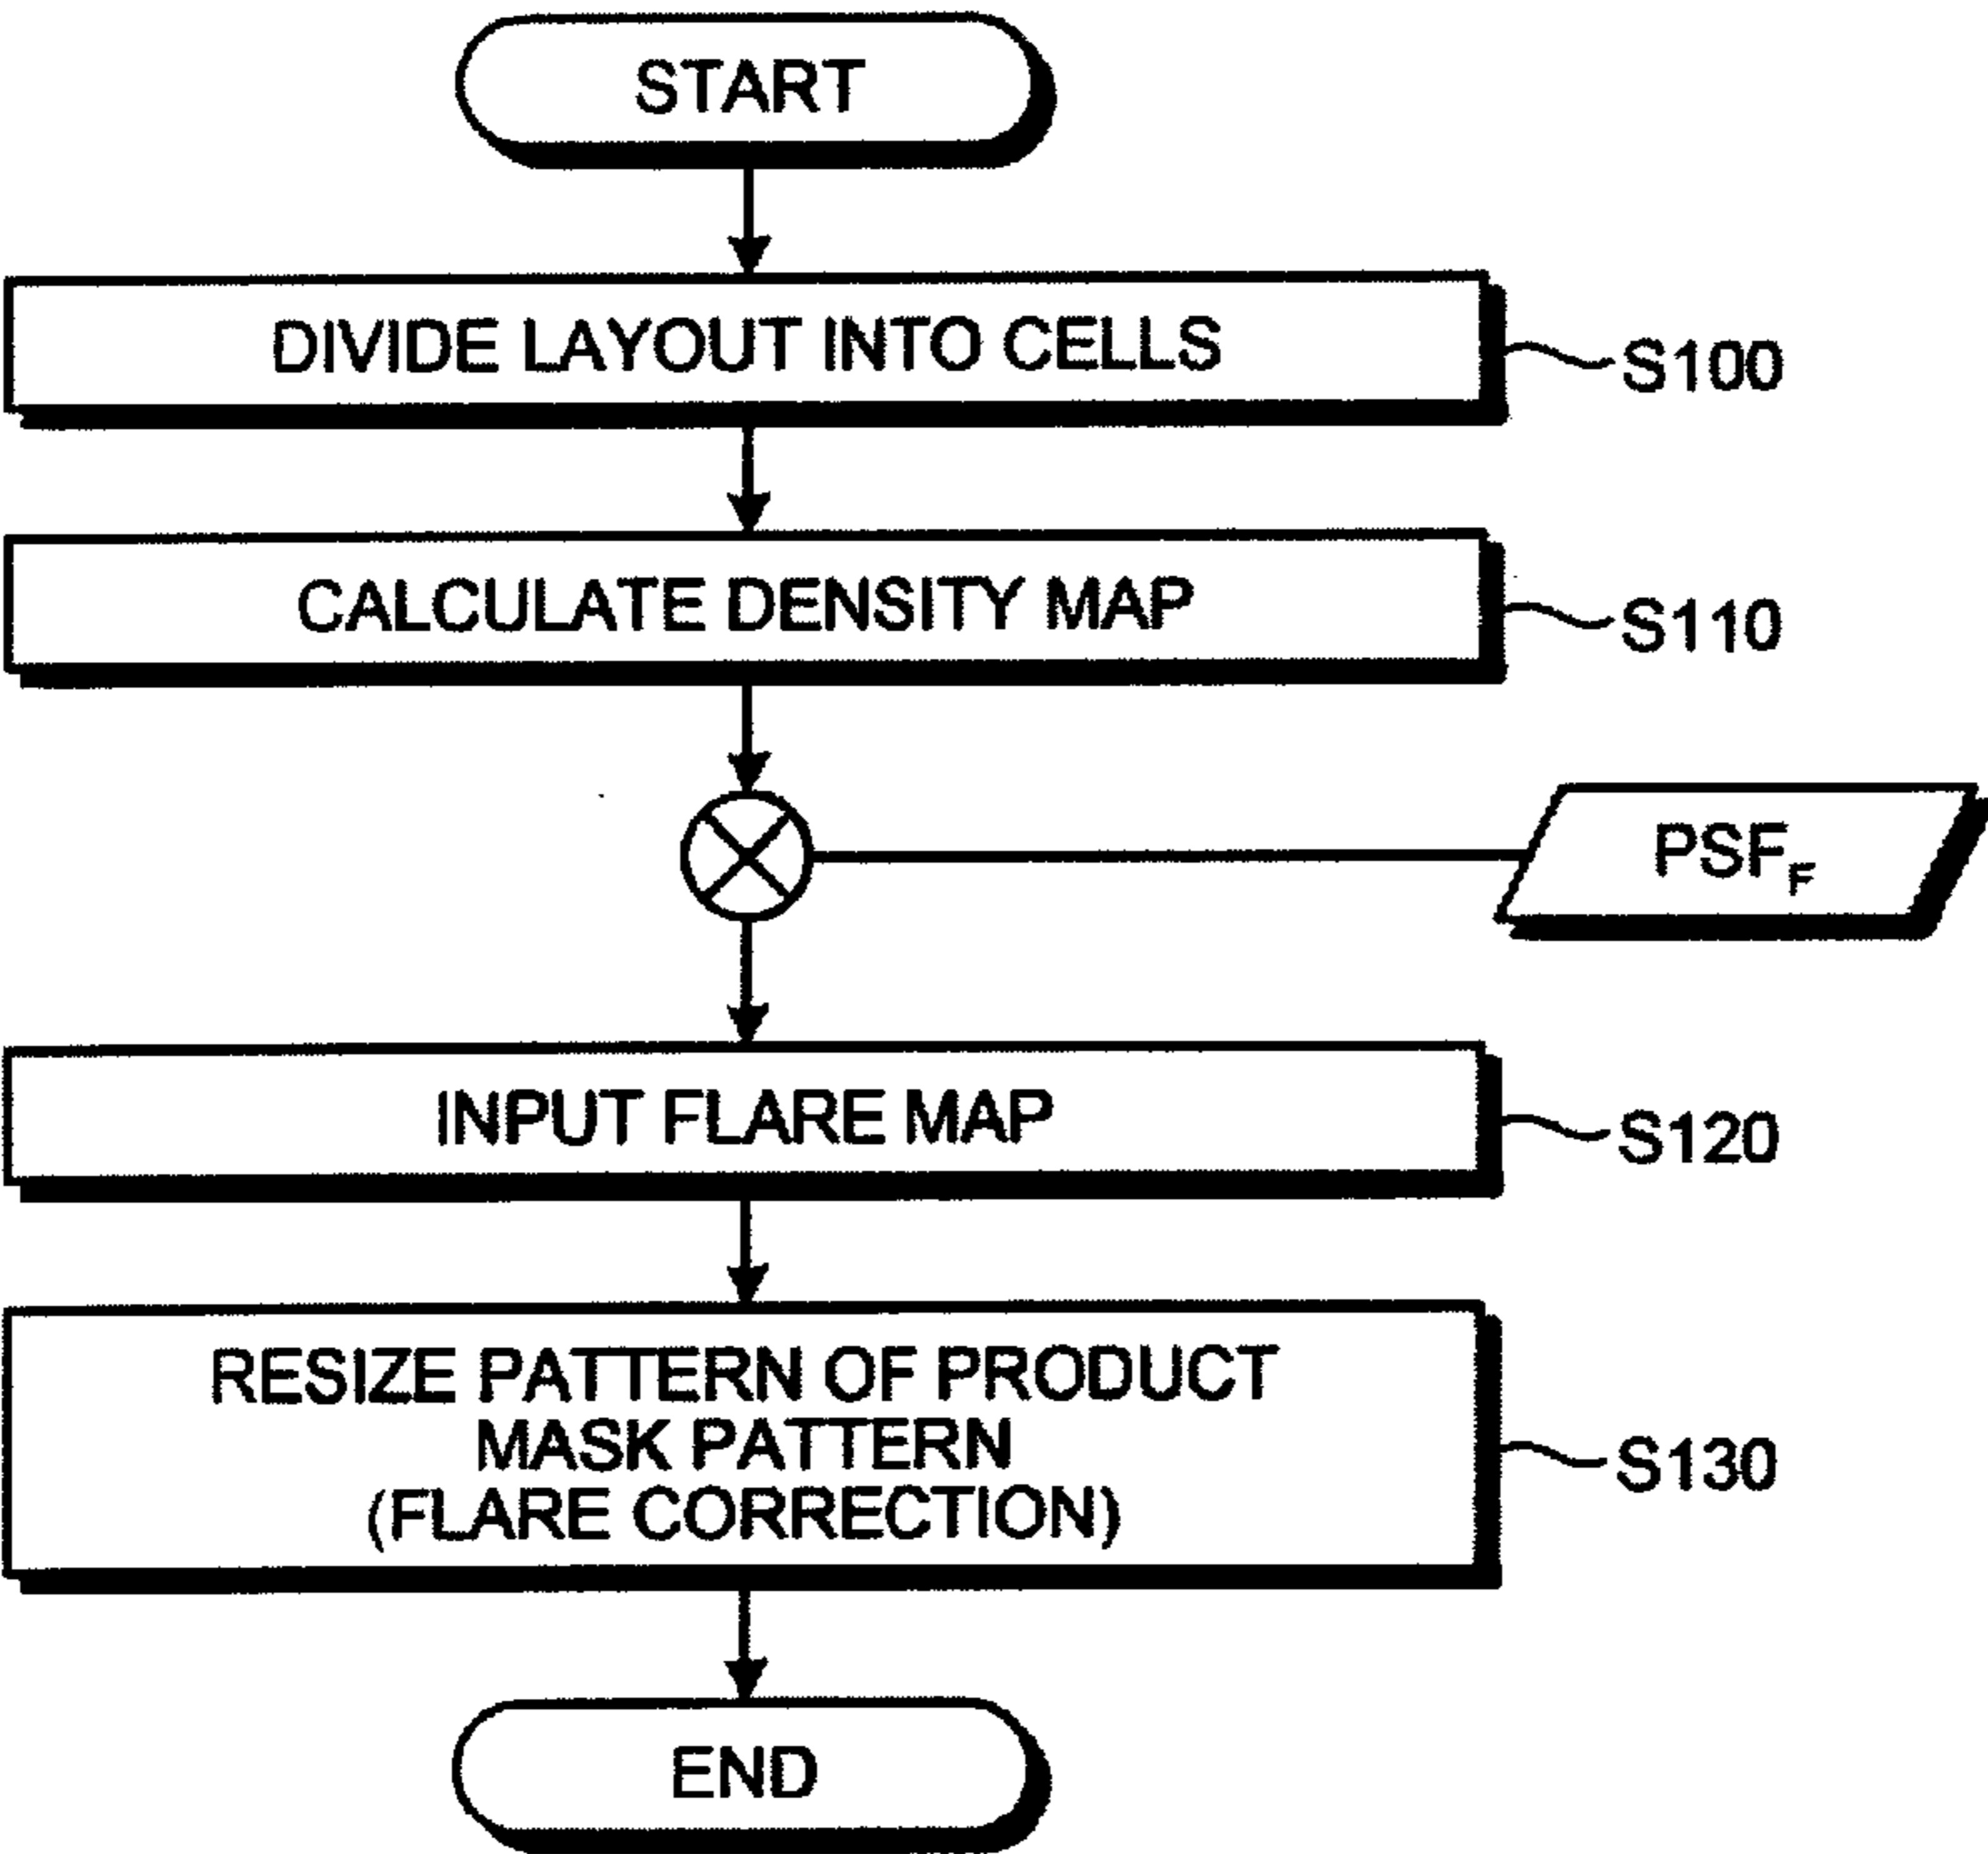 START
DIVIDE LAYOUT INTO CELLS
S100
CALCULATE DENSITY MAP
S110
PSF_F
INPUT FLARE MAP
S120
RESIZE PATTERN OF PRODUCT
MASK PATTERN
(FLARE CORRECTION)
S130
END